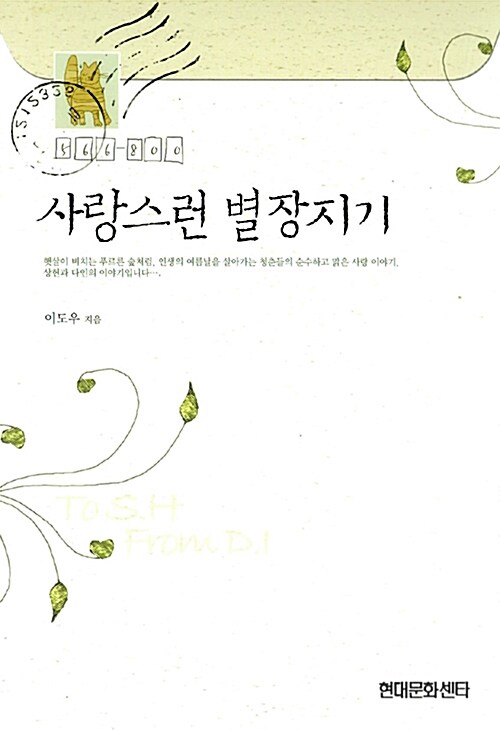 151S3S2
566-800
사랑스런 별장지기
햇살이 비치는 푸르른 숲처럼, 인생의 여름날을 살아가는 청춘들의 순수하고 맑은 사랑 이야기.
상현과 다인의 이야기입니다….
이도우 지음
To S.H
From D.I
현대문화센타